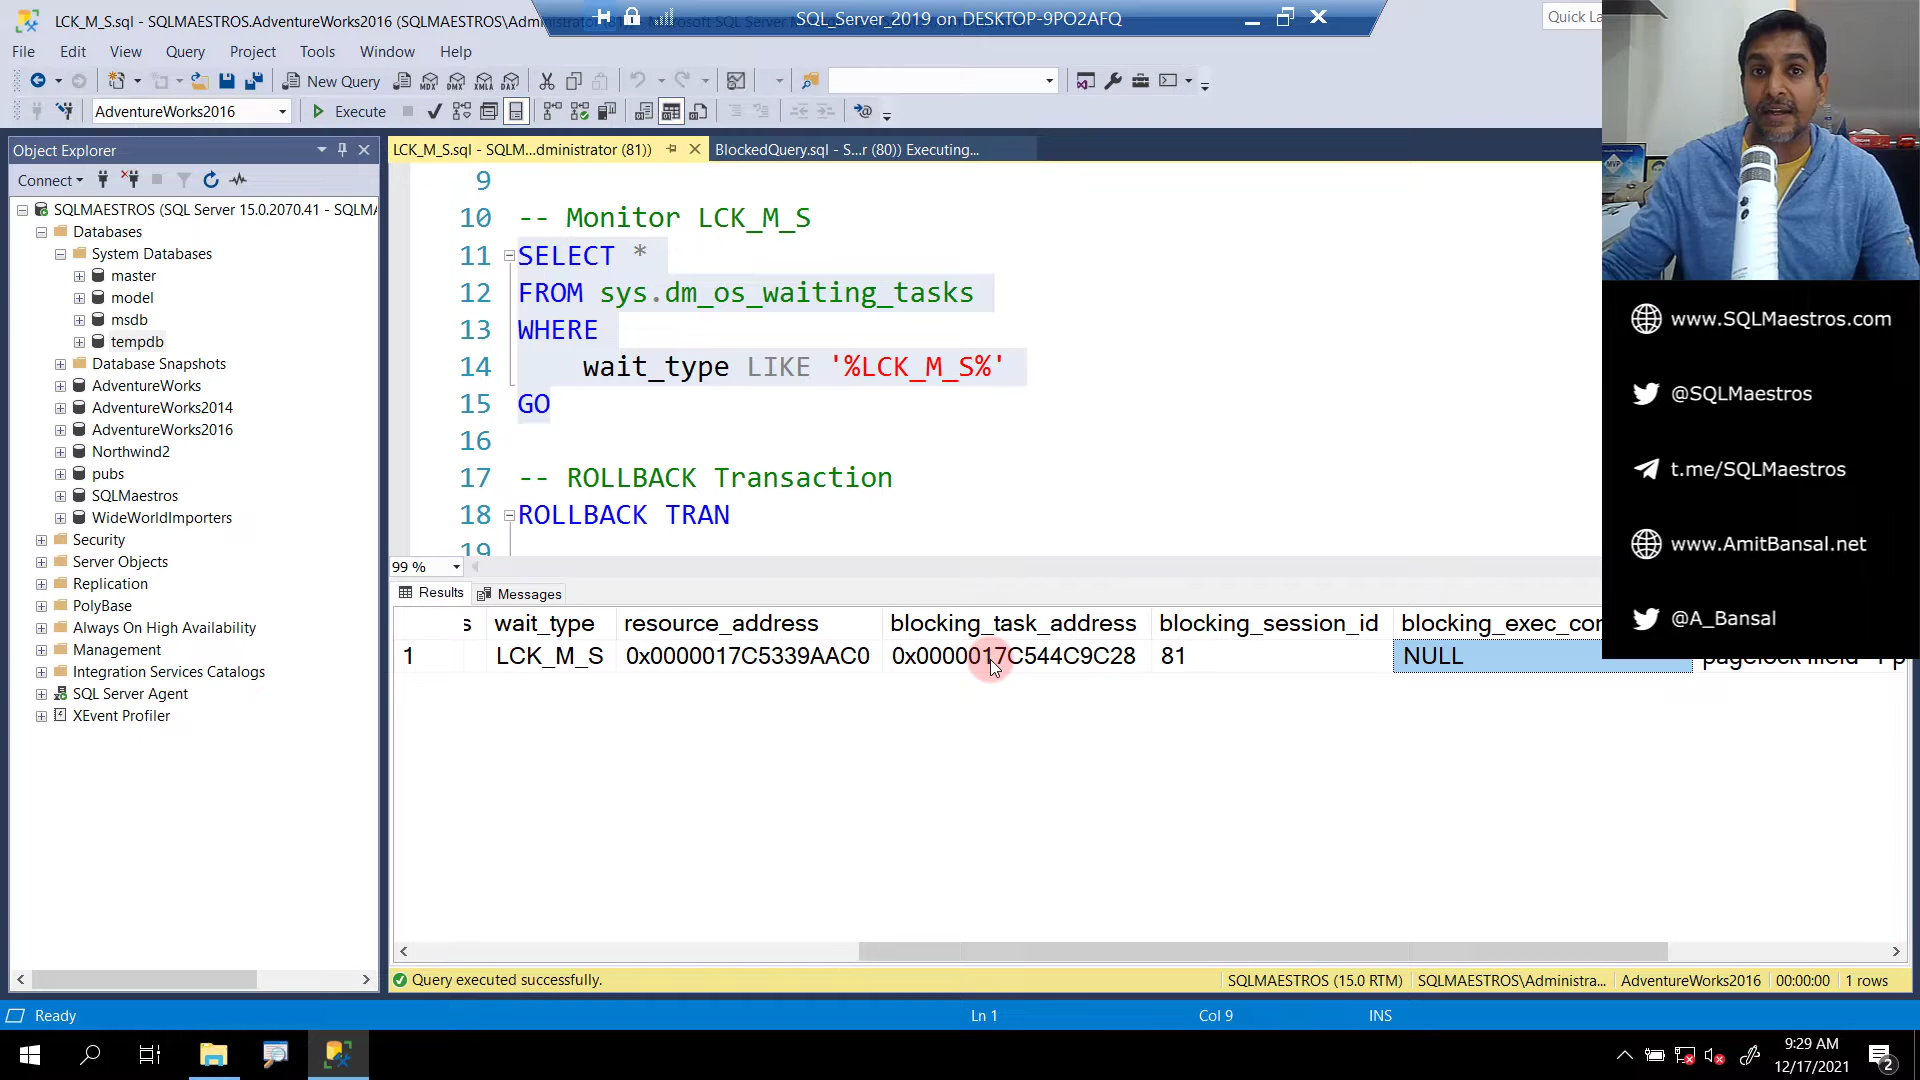 LCK_M_S.sql - SQLMAESTROS.AdventureWorks2016 (SQLMAESTROS\Admini
SQL_Server_2019 on DESKTOP-9PO2AFQ
Quick La
File Edit View Query Project Tools Window Help
New Query
AdventureWorks2016
Execute
Object Explorer
LCK_M_S.sql - SQLM...dministrator (81))
BlockedQuery.sql - S...r (80)) Executing...
Connect
SQLMAESTROS (SQL Server 15.0.2070.41 - SQLMA
Databases
System Databases
master
model
msdb
tempdb
Database Snapshots
AdventureWorks
AdventureWorks2014
AdventureWorks2016
Northwind2
pubs
SQLMaestros
WideWorldImporters
Security
Server Objects
Replication
PolyBase
Always On High Availability
Management
Integration Services Catalogs
SQL Server Agent
XEvent Profiler
9
10 -- Monitor LCK_M_S
11 SELECT *
12 FROM sys.dm_os_waiting_tasks
13 WHERE
14 wait_type LIKE '%LCK_M_S%'
15 GO
16
17 -- ROLLBACK Transaction
18 ROLLBACK TRAN
19
99 %
Results Messages
s wait_type resource_address blocking_task_address blocking_session_id blocking_exec_con
1 LCK_M_S 0x0000017C5339AAC0 0x0000017C544C9C28 81 NULL
www.SQLMaestros.com
@SQLMaestros
t.me/SQLMaestros
www.AmitBansal.net
@A_Bansal
Query executed successfully.
SQLMAESTROS (15.0 RTM) SQLMAESTROS\Administra... AdventureWorks2016 00:00:00 1 rows
Ready
Ln 1 Col 9 INS
9:29 AM
12/17/2021
2